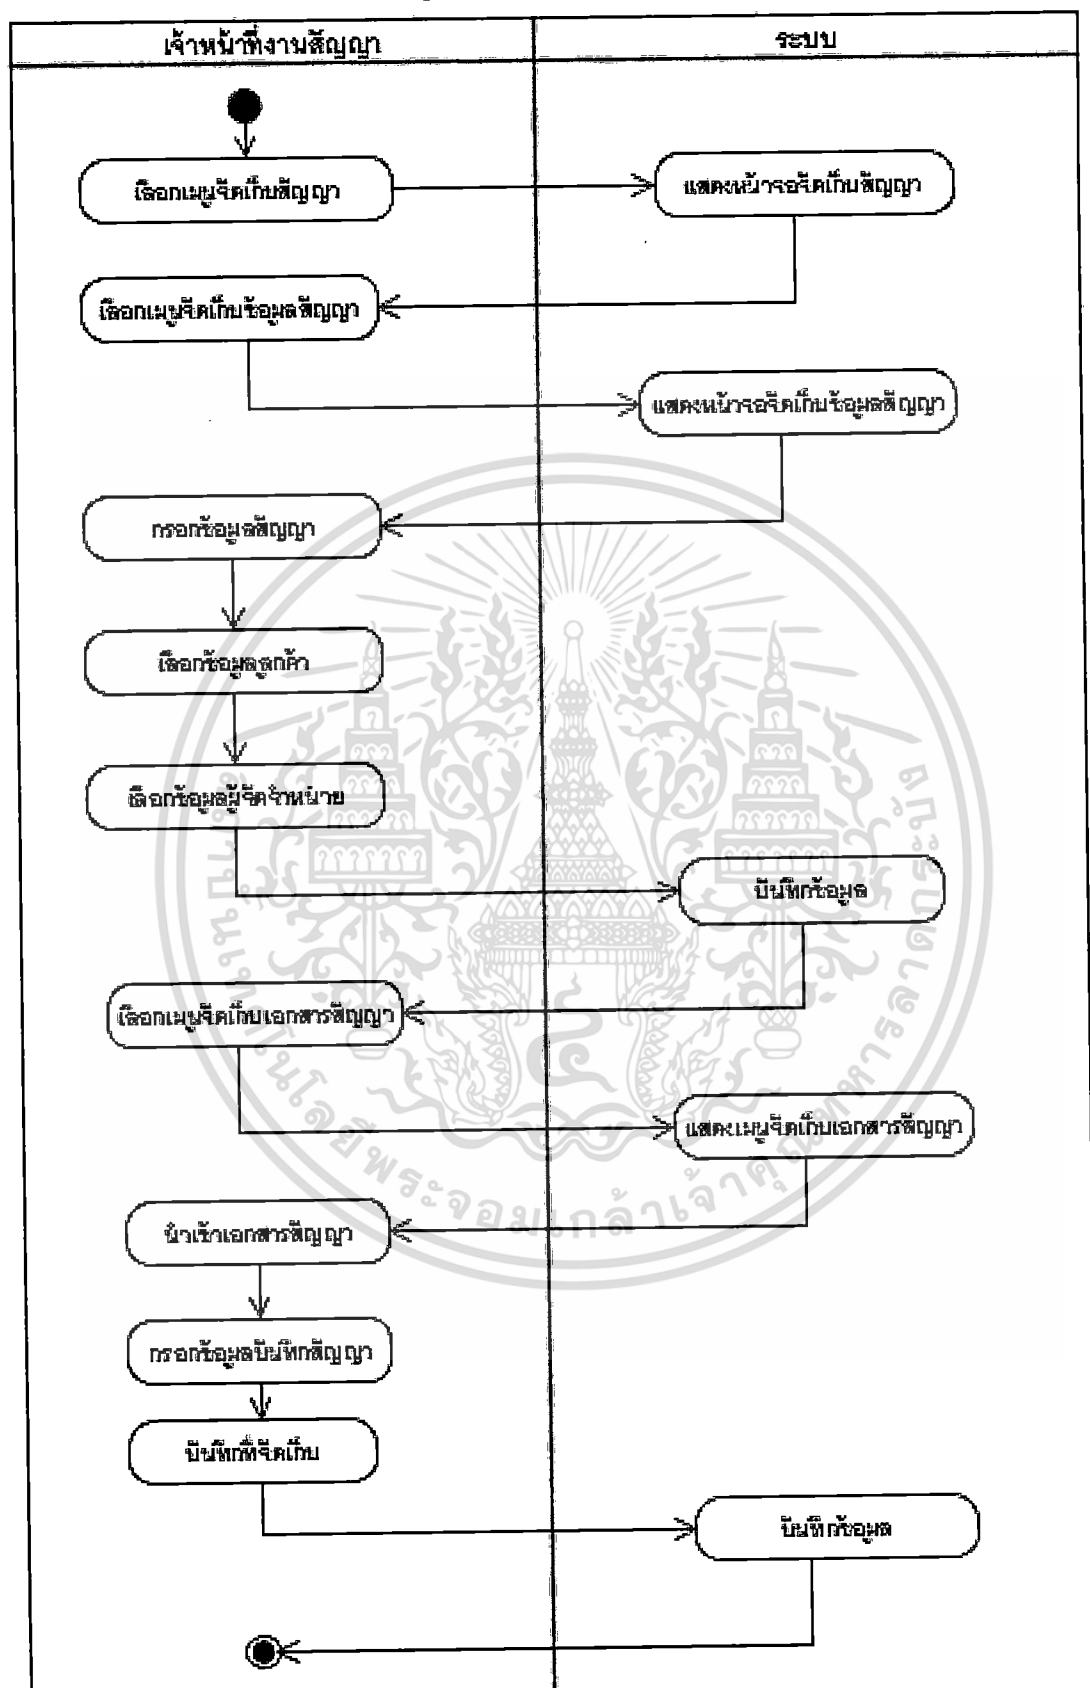 เจ้าหน้าที่งานสัญญา
ระบบ
เลือกเมนูจัดเก็บสัญญา
แสดงหน้าจอจัดเก็บสัญญา
เลือกเมนูจัดเก็บข้อมูลสัญญา
แสดงหน้าจอจัดเก็บข้อมูลสัญญา
กรอกข้อมูลสัญญา
เลือกข้อมูลลูกค้า
เลือกข้อมูลผู้จัดจำหน่าย
บันทึกข้อมูล
เลือกเมนูจัดเก็บเอกสารสัญญา
แสดงเมนูจัดเก็บเอกสารสัญญา
นำเข้าเอกสารสัญญา
กรอกข้อมูลบันทึกสัญญา
บันทึกที่จัดเก็บ
บันทึกข้อมูล